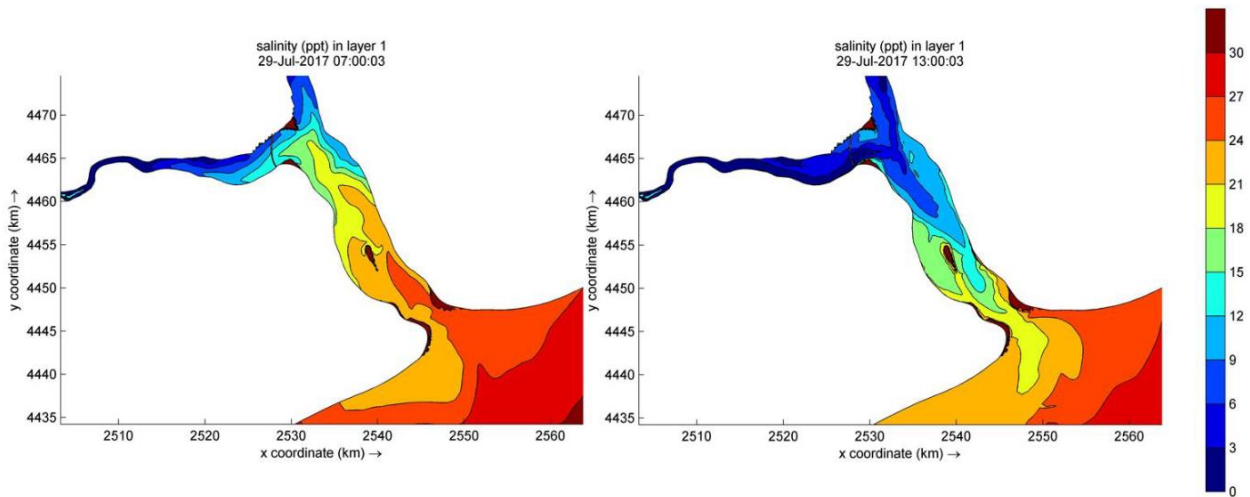 salinity (ppt) in layer 1
29-Jul-2017 07:00:03
y coordinate (km) →
4470
4465
4460
4455
4450
4445
4440
4435
2510 2520 2530 2540 2550 2560
x coordinate (km) →
salinity (ppt) in layer 1
29-Jul-2017 13:00:03
y coordinate (km) →
4470
4465
4460
4455
4450
4445
4440
4435
2510 2520 2530 2540 2550 2560
x coordinate (km) →
30
27
24
21
18
15
12
9
6
3
0